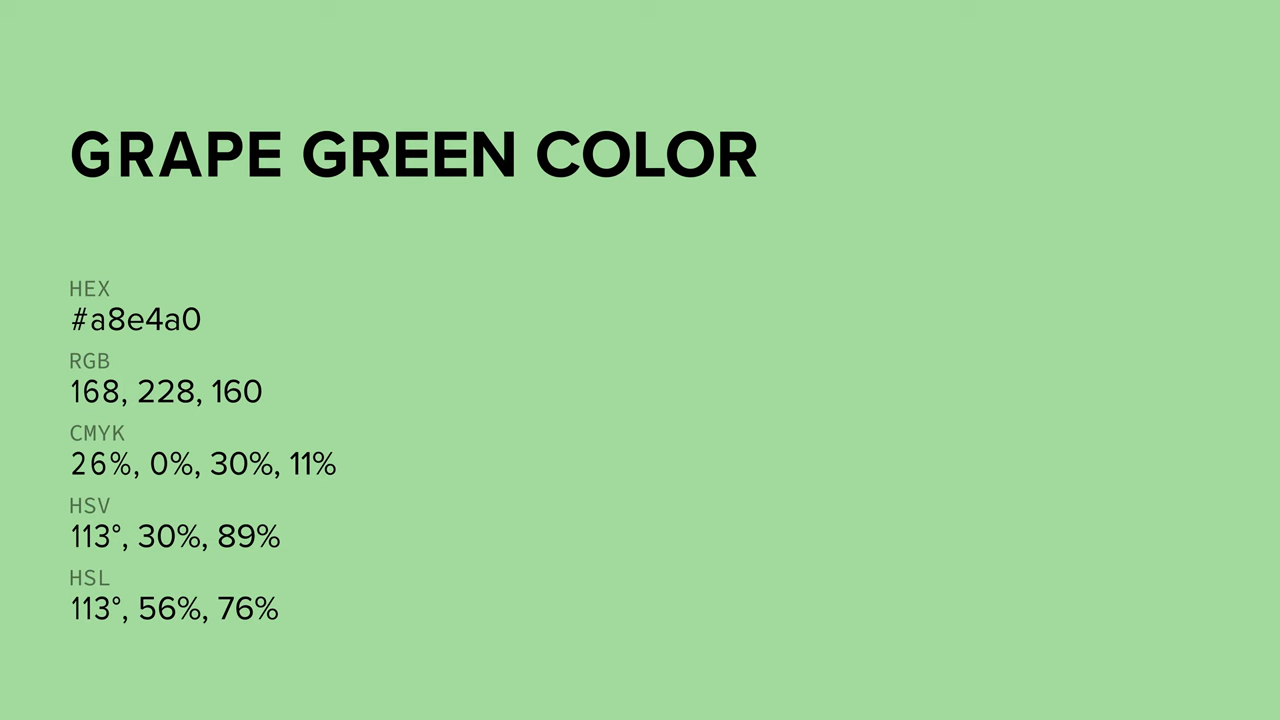 GRAPE GREEN COLOR
HEX
#a8e4a0
RGB
168, 228, 160
CMYK
26%, 0%, 30%, 11%
HSV
113°, 30%, 89%
HSL
113°, 56%, 76%